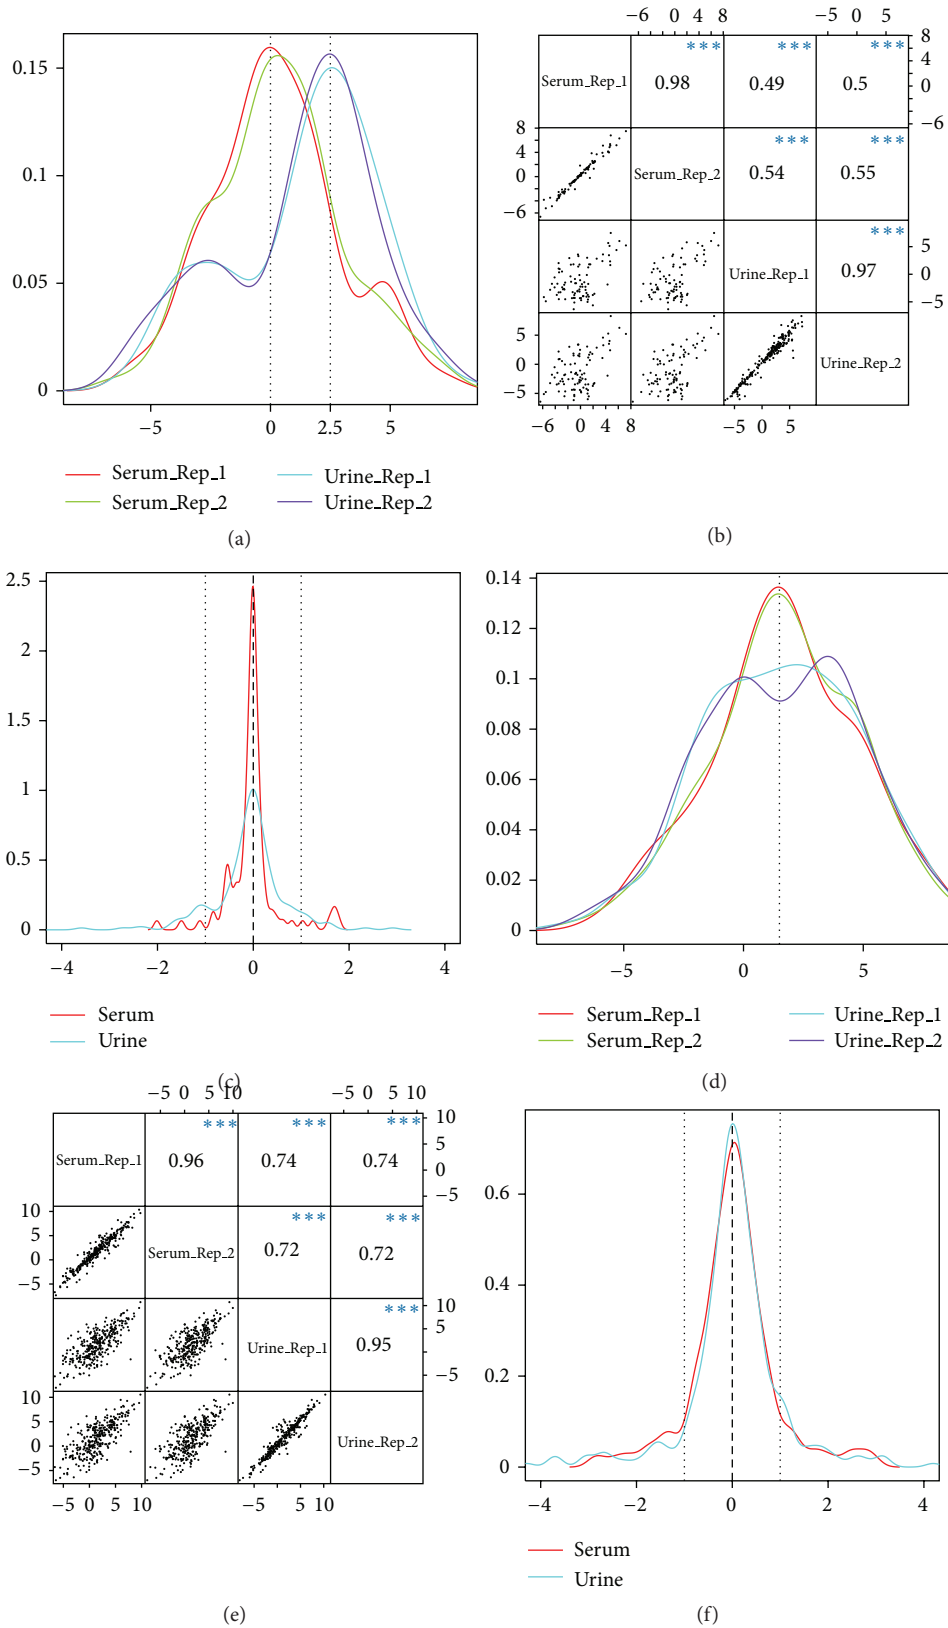 0.15
0.1
0.05
0
−5
0
2.5
5
Serum_Rep_1
Urine_Rep_1
Serum_Rep_2
Urine_Rep_2
(a)
−6 0 4 8
−5 0 5
Serum_Rep_1
0.98
***
0.49
***
0.5
***
8
4
0
−6
8
4
0
−6
Serum_Rep_2
0.54
***
0.55
***
Urine_Rep_1
0.97
***
5
0
−5
5
0
−5
Urine_Rep_2
−6 0 4 8
−6 0 4 8
−5 0 5
(b)
2.5
2
1.5
1
0.5
0
−4 −2 0 2 4
Serum
Urine
(c)
0.14
0.12
0.1
0.08
0.06
0.04
0.02
0
−5 0 5
Serum_Rep_1
Urine_Rep_1
Serum_Rep_2
Urine_Rep_2
(d)
−5 0 5 10
−5 0 5 10
Serum_Rep_1
0.96
***
0.74
***
0.74
***
10
5
0
−5
10
5
0
−5
Serum_Rep_2
0.72
***
0.72
***
Urine_Rep_1
0.95
***
10
5
−5
10
5
0
−5
Urine_Rep_2
−5 0 5 10
−5 0 5 10
(e)
0.6
0.4
0.2
0
−4 −2 0 2 4
Serum
Urine
(f)